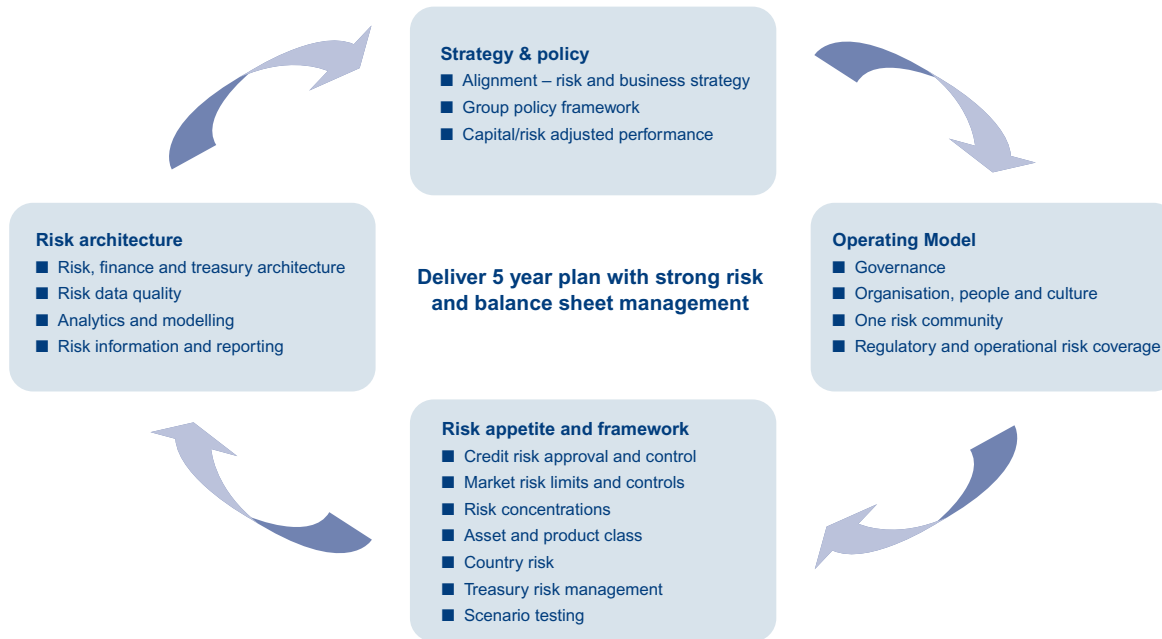 Strategy & policy
■ Alignment – risk and business strategy
■ Group policy framework
■ Capital/risk adjusted performance
Risk architecture
■ Risk, finance and treasury architecture
■ Risk data quality
■ Analytics and modelling
■ Risk information and reporting
Deliver 5 year plan with strong risk
and balance sheet management
Operating Model
■ Governance
■ Organisation, people and culture
■ One risk community
■ Regulatory and operational risk coverage
Risk appetite and framework
■ Credit risk approval and control
■ Market risk limits and controls
■ Risk concentrations
■ Asset and product class
■ Country risk
■ Treasury risk management
■ Scenario testing